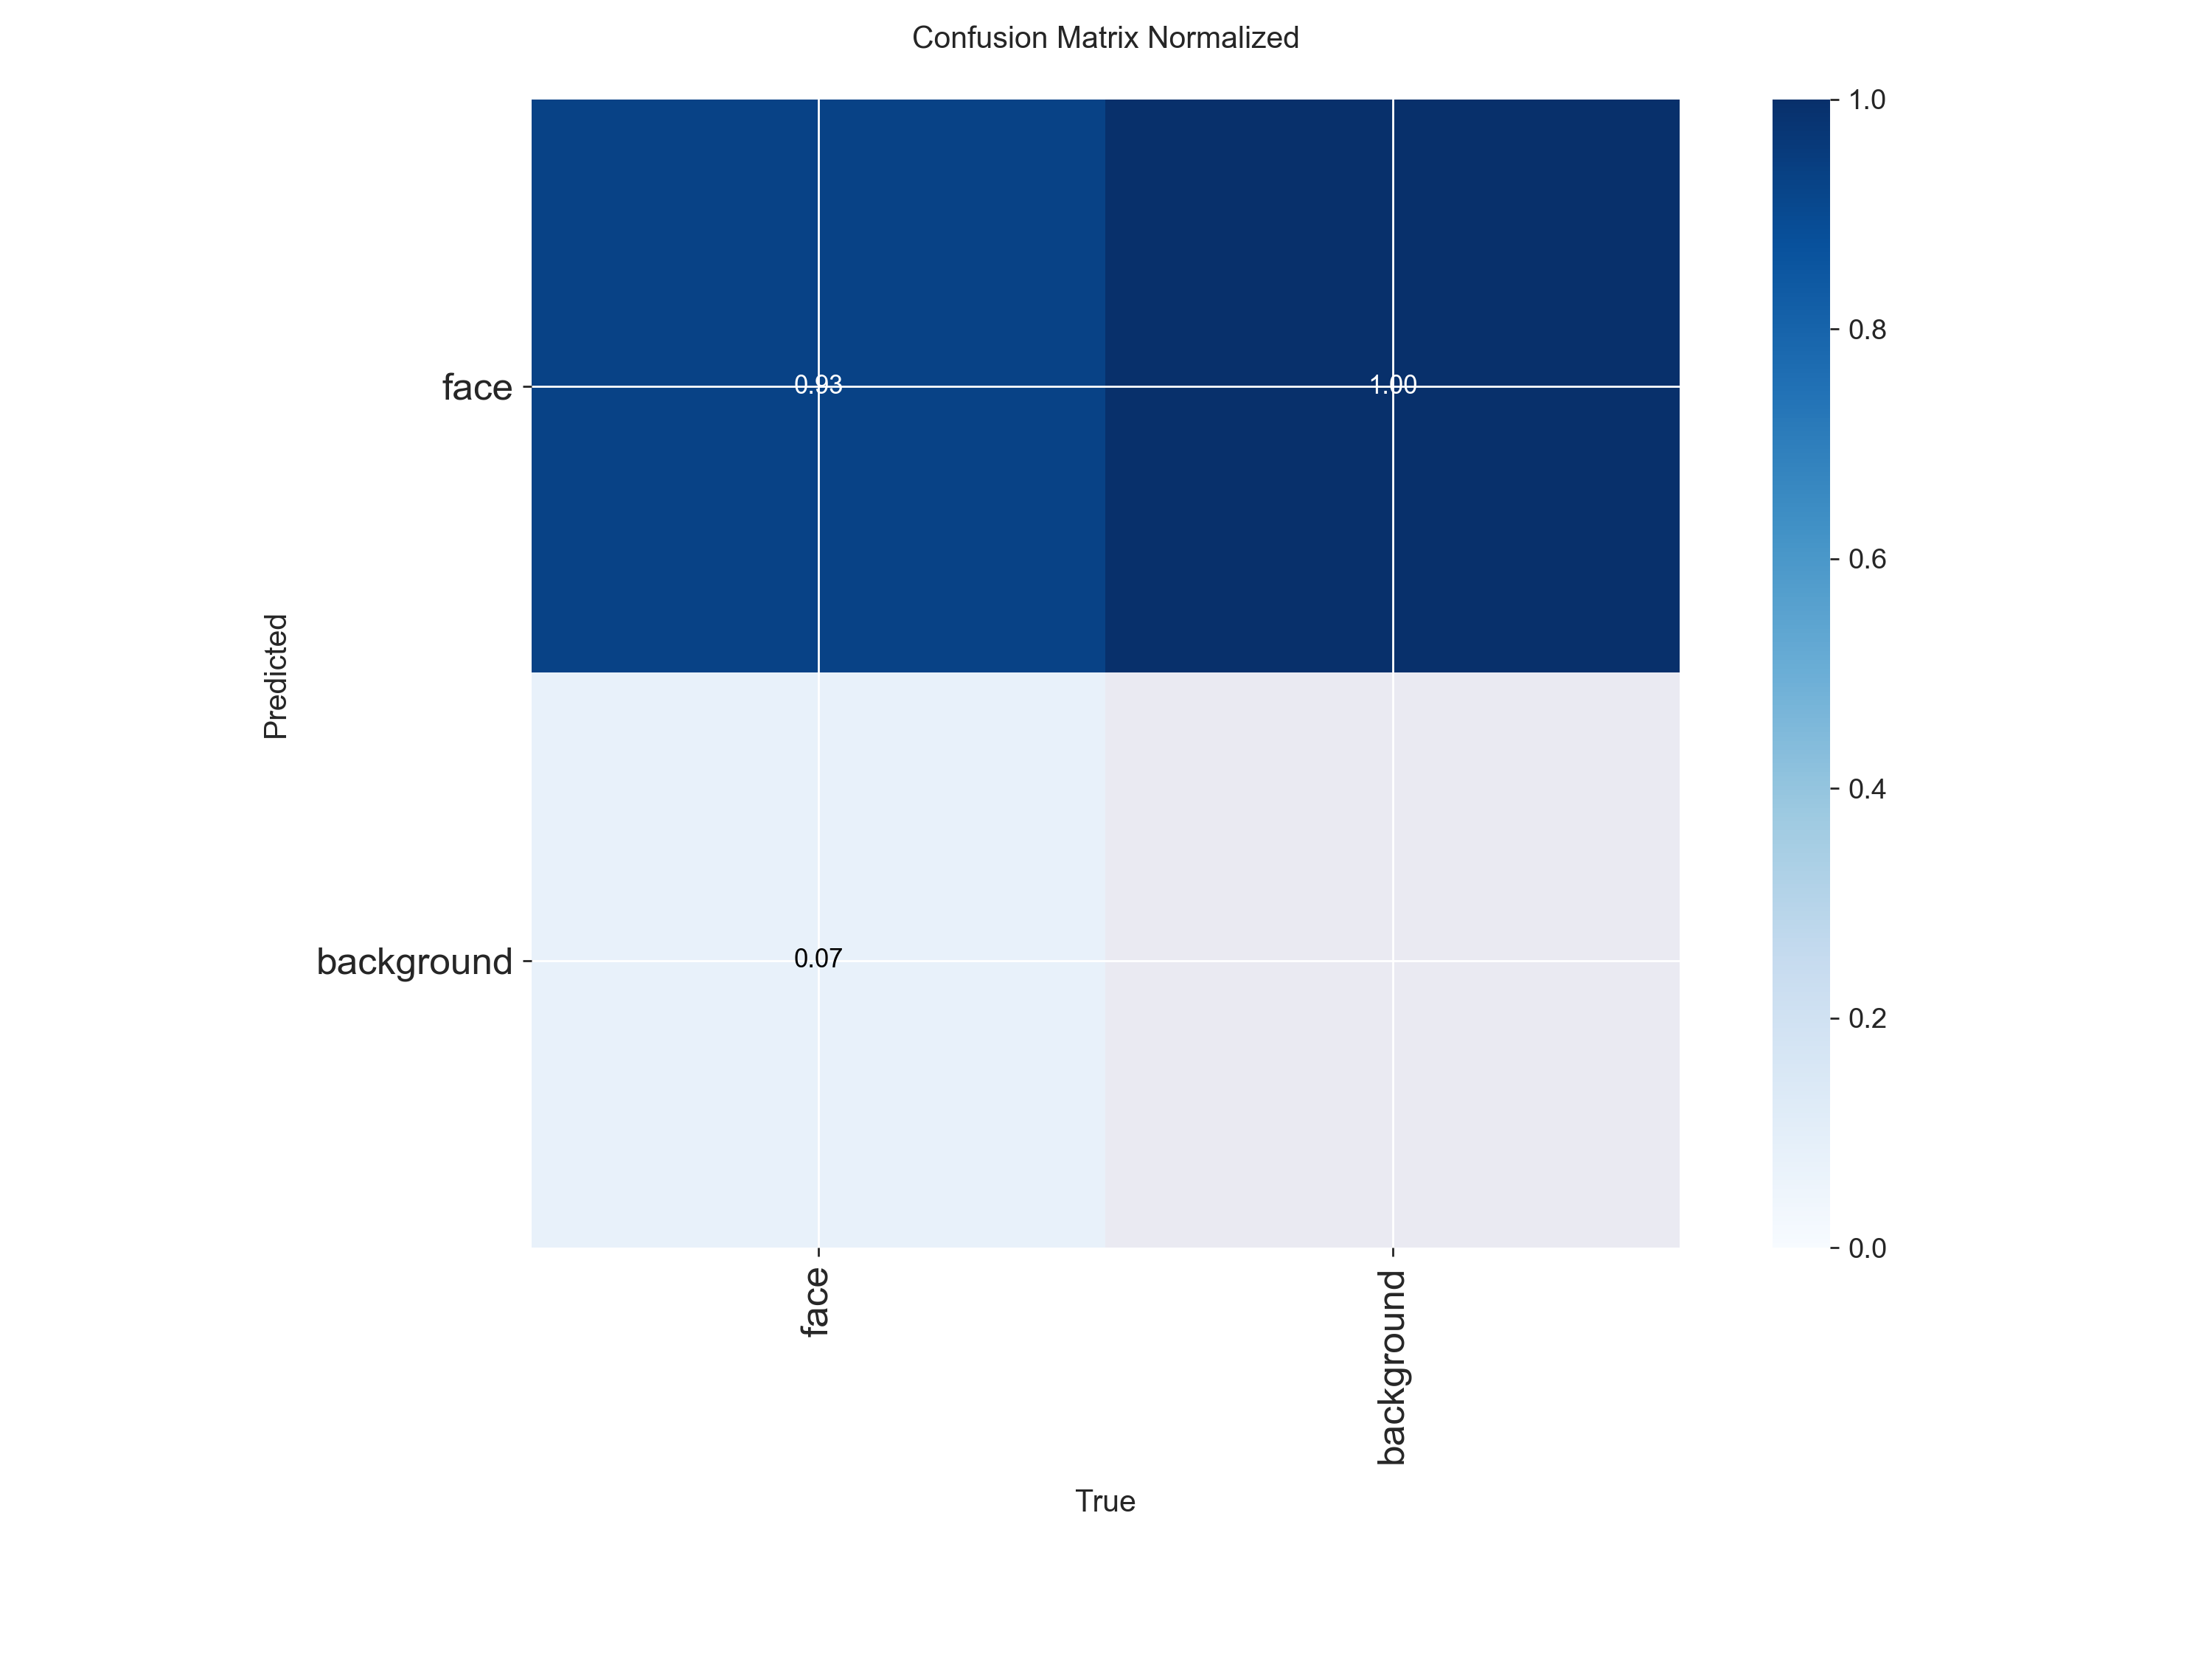 Confusion Matrix Normalized
1.0
0.8
face
0.93
1.00
0.6
Predicted
0.4
background
0.07
0.2
0.0
face
background
True